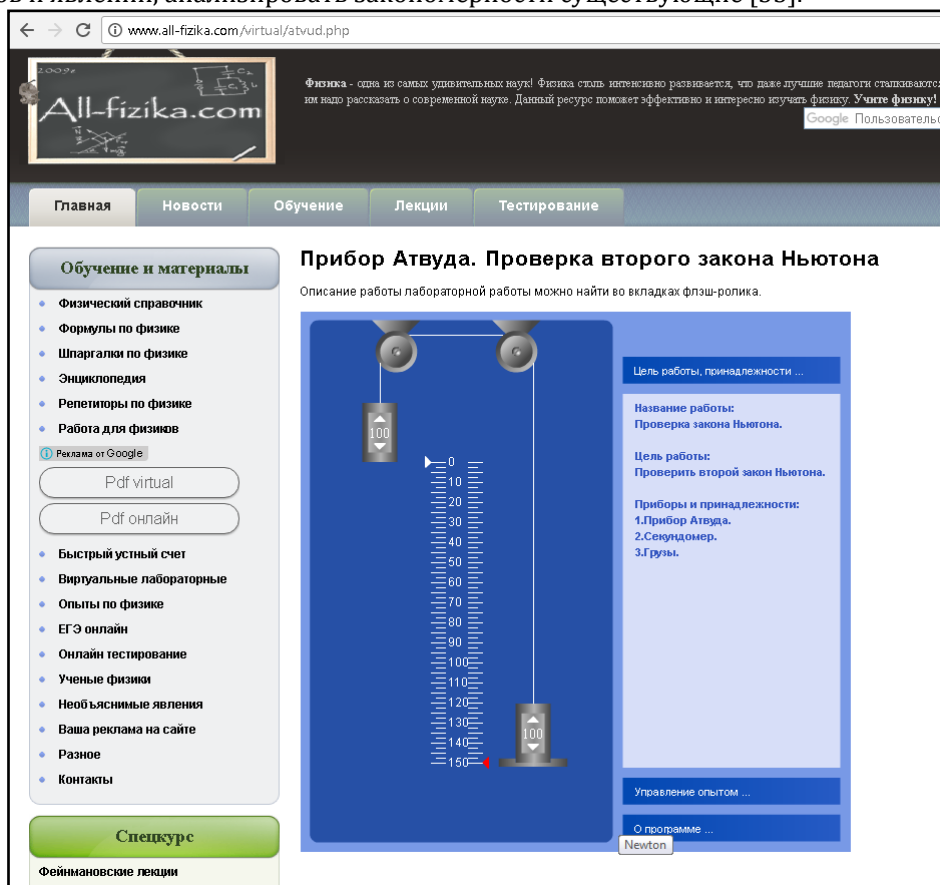 ов и явлений, анализировать закономерности существующие [53].
www.all-fizika.com/virtual/atvud.php
2009г
All-fizika.com
Физика - одна из самых удивительных наук! Физика столь интенсивно развивается, что даже лучшие педагоги сталкиваются
им надо рассказать о современной науке. Данный ресурс поможет эффективно и интересно изучать физику. Учите физику!
Google Пользовательс
Главная
Новости
Обучение
Лекции
Тестирование
Обучение и материалы
Физический справочник
Формулы по физике
Шпаргалки по физике
Энциклопедия
Репетиторы по физике
Работа для физиков
Реклама от Google
Pdf virtual
Pdf онлайн
Быстрый устный счет
Виртуальные лабораторные
Опыты по физике
ЕГЭ онлайн
Онлайн тестирование
Ученые физики
Необъяснимые явления
Ваша реклама на сайте
Разное
Контакты
Спецкурс
Фейнмановские лекции
Прибор Атвуда. Проверка второго закона Ньютона
Описание работы лабораторной работы можно найти во вкладках флэш-ролика.
100
0
10
20
30
40
50
60
70
80
90
100
110
120
130
140
150
100
Цель работы, принадлежности ...
Название работы:
Проверка закона Ньютона.
Цель работы:
Проверить второй закон Ньютона.
Приборы и принадлежности:
1.Прибор Атвуда.
2.Секундомер.
3.Грузы.
Управление опытом ...
О программе ...
Newton